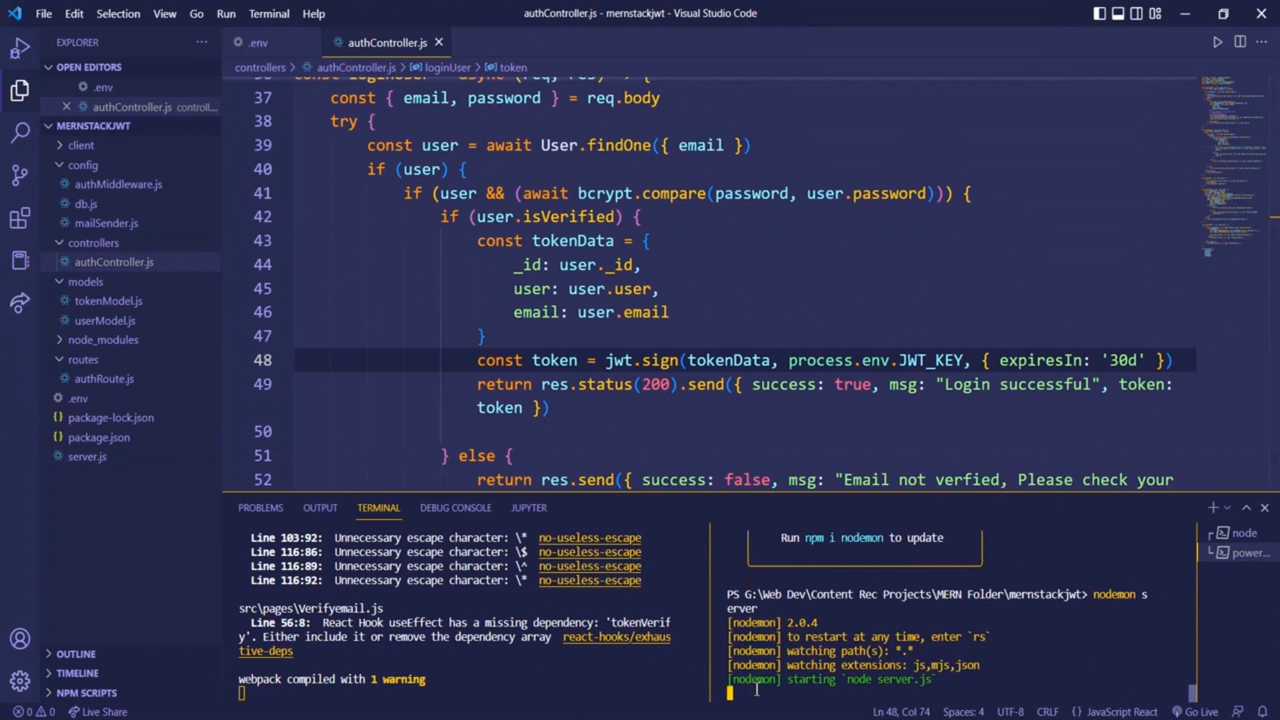 File Edit Selection View Go Run Terminal Help
authController.js - mernstackjwt - Visual Studio Code
EXPLORER
OPEN EDITORS
.env
authController.js controll...
MERNSTACKJWT
client
config
authMiddleware.js
db.js
mailSender.js
controllers
authController.js
models
tokenModel.js
userModel.js
node_modules
routes
authRoute.js
.env
package-lock.json
package.json
server.js
OUTLINE
TIMELINE
NPM SCRIPTS
.env authController.js
controllers > authController.js > loginUser > token
37 const { email, password } = req.body
38 try {
39 const user = await User.findOne({ email })
40 if (user) {
41 if (user && (await bcrypt.compare(password, user.password))) {
42 if (user.isVerified) {
43 const tokenData = {
44 _id: user._id,
45 user: user.user,
46 email: user.email
47 }
48 const token = jwt.sign(tokenData, process.env.JWT_KEY, { expiresIn: '30d' })
49 return res.status(200).send({ success: true, msg: "Login successful", token:
token })
50
51 } else {
52 return res.send({ success: false, msg: "Email not verfied, Please check your
PROBLEMS OUTPUT TERMINAL DEBUG CONSOLE JUPYTER
Line 103:92: Unnecessary escape character: \* no-useless-escape
Line 116:86: Unnecessary escape character: \$ no-useless-escape
Line 116:89: Unnecessary escape character: \^ no-useless-escape
Line 116:92: Unnecessary escape character: \* no-useless-escape
src\pages\Verifyemail.js
Line 56:8: React Hook useEffect has a missing dependency: 'tokenVerif
y'. Either include it or remove the dependency array react-hooks/exhaus
tive-deps
webpack compiled with 1 warning
Run npm i nodemon to update
PS G:\Web Dev\Content Rec Projects\MERN Folder\mernstackjwt> nodemon s
erver
[nodemon] 2.0.4
[nodemon] to restart at any time, enter `rs`
[nodemon] watching path(s): *.*
[nodemon] watching extensions: js,mjs,json
[nodemon] starting `node server.js`
node
power...
0 0 Live Share
Ln 48, Col 74 Spaces: 4 UTF-8 CRLF {} JavaScript React Go Live